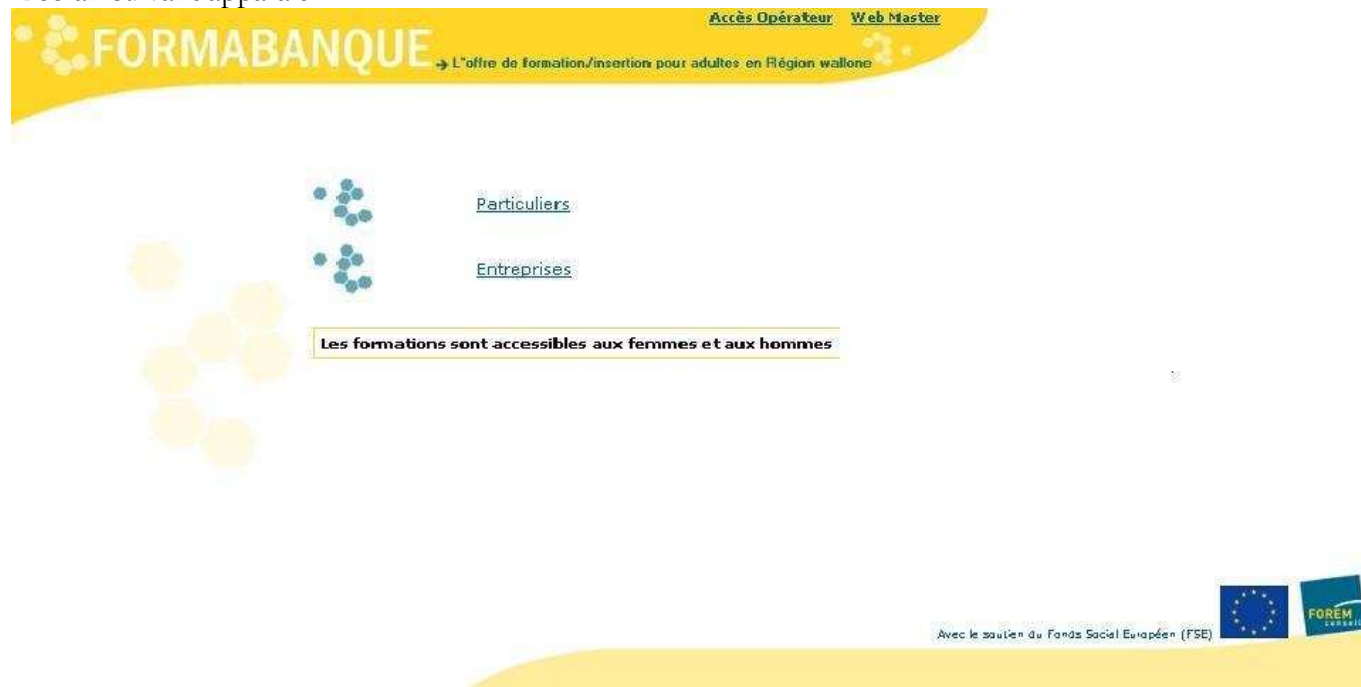 Accès Opérateur Web Master
FORMABANQUE
→ L"offre de formation/insertion pour adultes en Région wallone
Particuliers
Entreprises
Les formations sont accessibles aux femmes et aux hommes
Avec le soutien du Fonds Social Européen (FSE)
FOREM
conseil